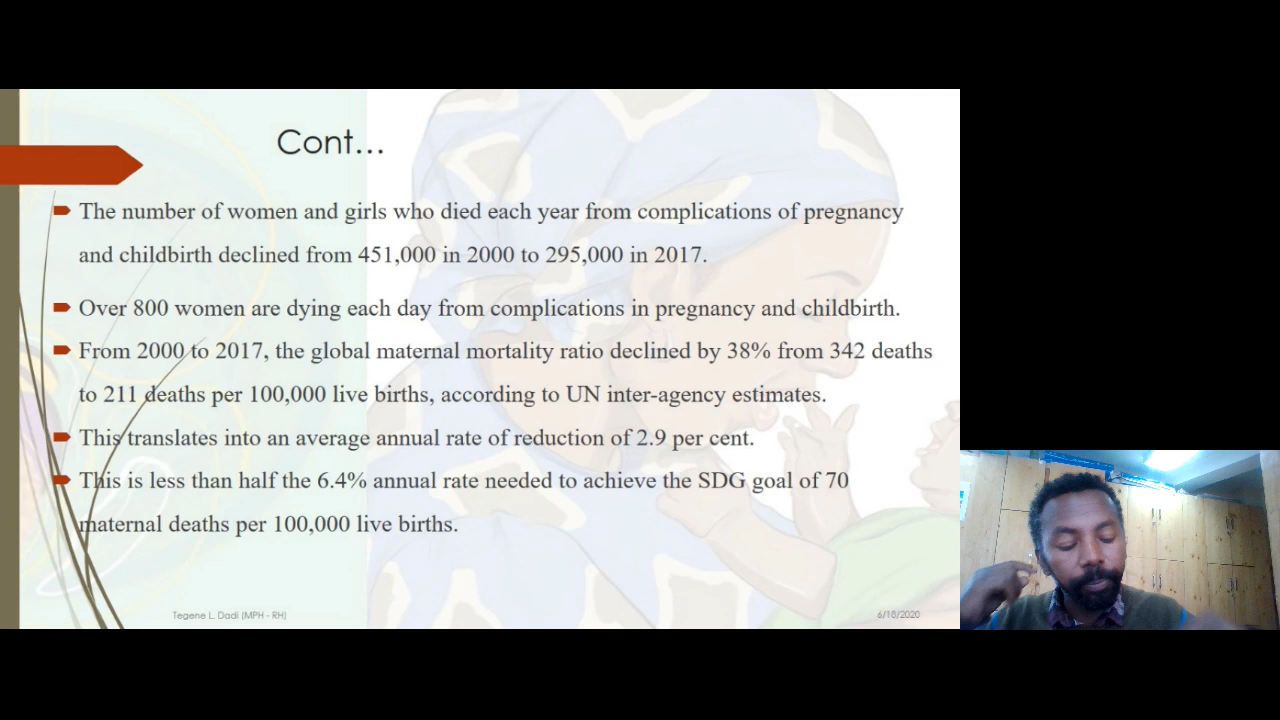 Cont...
The number of women and girls who died each year from complications of pregnancy
and childbirth declined from 451,000 in 2000 to 295,000 in 2017.
Over 800 women are dying each day from complications in pregnancy and childbirth.
From 2000 to 2017, the global maternal mortality ratio declined by 38% from 342 deaths
to 211 deaths per 100,000 live births, according to UN inter-agency estimates.
This translates into an average annual rate of reduction of 2.9 per cent.
This is less than half the 6.4% annual rate needed to achieve the SDG goal of 70
maternal deaths per 100,000 live births.
Tegene L. Dadi (MPH - RH)
6/18/2020